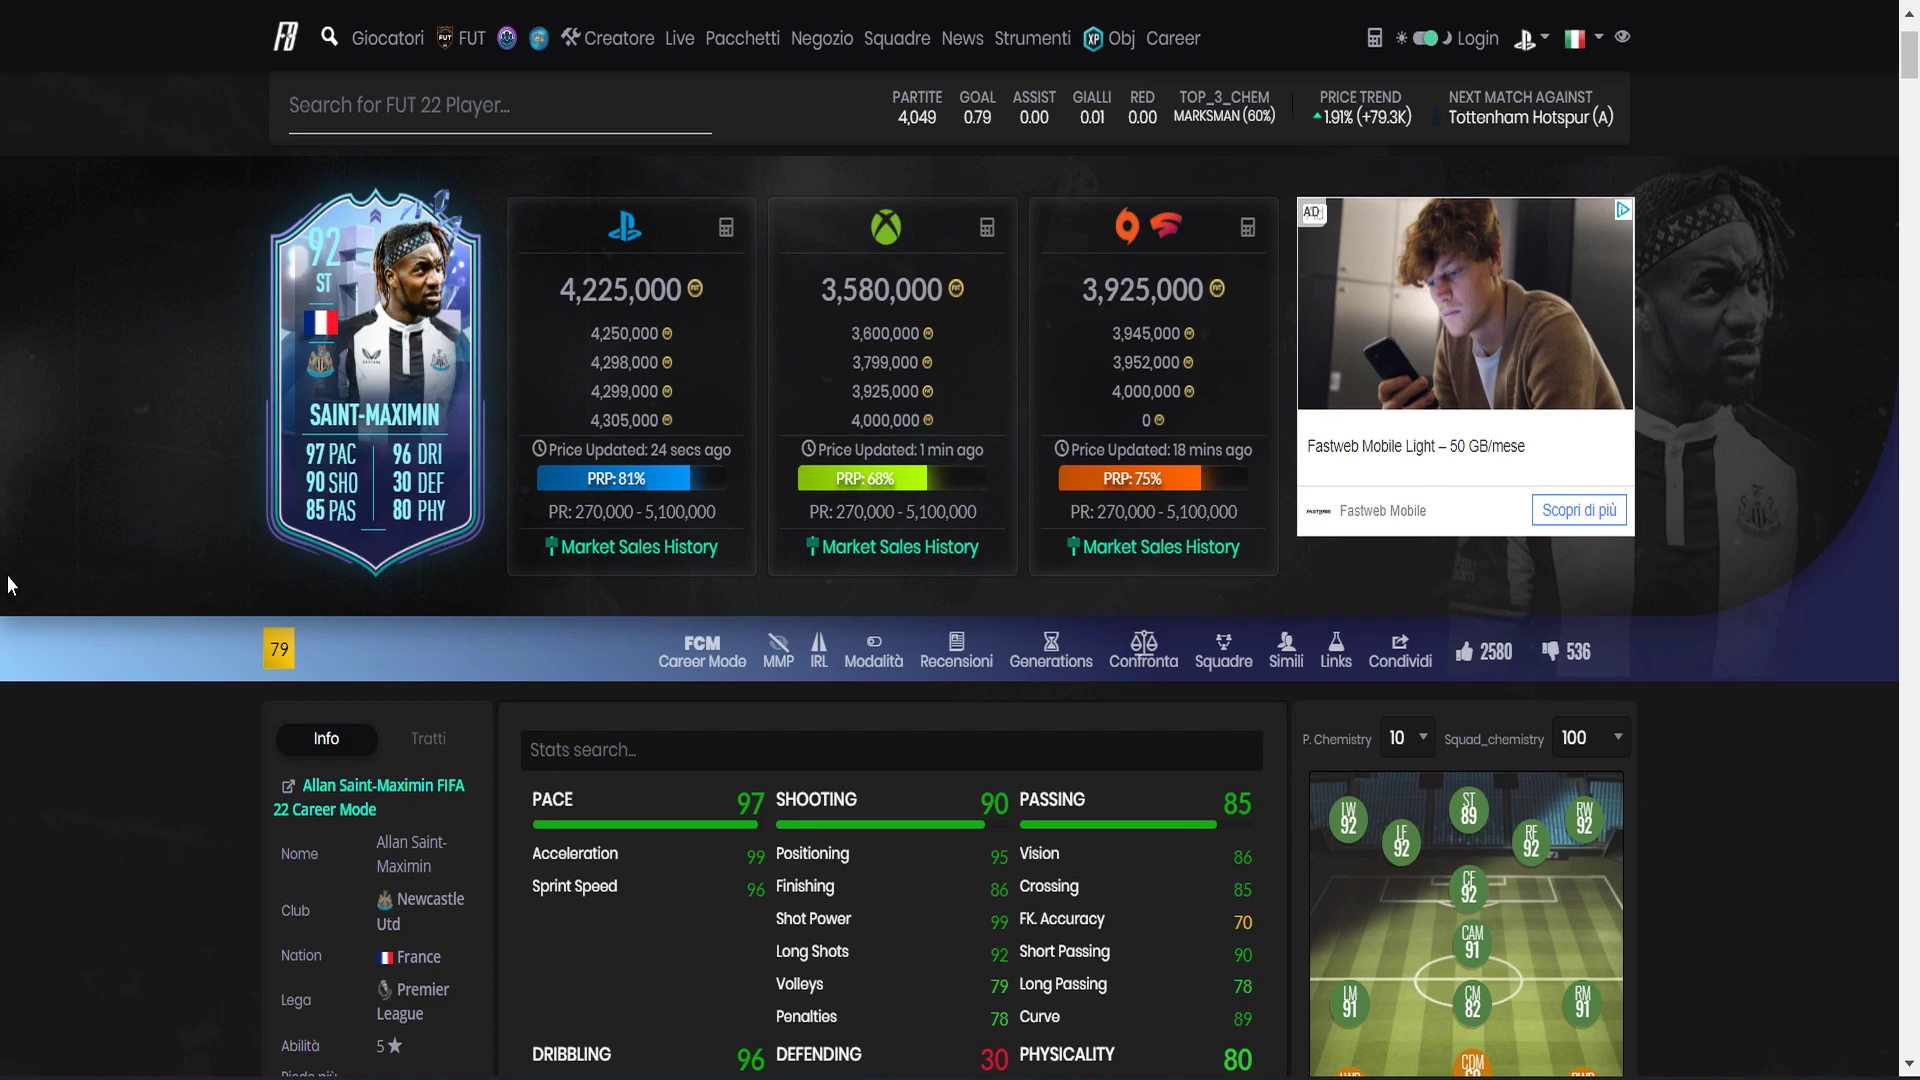 Giocatori FUT Creatore Live Pacchetti Negozio Squadre News Strumenti XP Obj Career Login
Search for FUT 22 Player...
PARTITE GOAL ASSIST GIALLI RED TOP_3_CHEM PRICE TREND NEXT MATCH AGAINST
4,049 0.79 0.00 0.01 0.00 MARKSMAN (60%) 1.91% (+79.3K) Tottenham Hotspur (A)
92
ST
SAINT-MAXIMIN
97 PAC 96 DRI
90 SHO 30 DEF
85 PAS 80 PHY
4,225,000
4,250,000
4,298,000
4,299,000
4,305,000
Price Updated: 24 secs ago
PRP: 81%
PR: 270,000 - 5,100,000
Market Sales History
3,580,000
3,600,000
3,799,000
3,925,000
4,000,000
Price Updated: 1 min ago
PRP: 68%
PR: 270,000 - 5,100,000
Market Sales History
3,925,000
3,945,000
3,952,000
4,000,000
0
Price Updated: 18 mins ago
PRP: 75%
PR: 270,000 - 5,100,000
Market Sales History
AD
Fastweb Mobile Light – 50 GB/mese
Fastweb Mobile Scopri di più
79
FCM
Career Mode MMP IRL Modalità Recensioni Generations Confronta Squadre Simili Links Condividi 2580 536
Info Tratti
Allan Saint-Maximin FIFA
22 Career Mode
Nome Allan Saint-
Maximin
Club Newcastle
Utd
Nation France
Lega Premier
League
Abilità 5
Stats search...
PACE 97
Acceleration 99
Sprint Speed 96
SHOOTING 90
Positioning 95
Finishing 86
Shot Power 99
Long Shots 92
Volleys 79
Penalties 78
PASSING 85
Vision 86
Crossing 85
FK. Accuracy 70
Short Passing 90
Long Passing 78
Curve 89
DRIBBLING 96 DEFENDING 30 PHYSICALITY 80
P. Chemistry 10 Squad_chemistry 100
LW
92
ST
89
RW
92
LF
92
RF
92
CF
92
CAM
91
LM
91
CM
82
RM
91
CDM